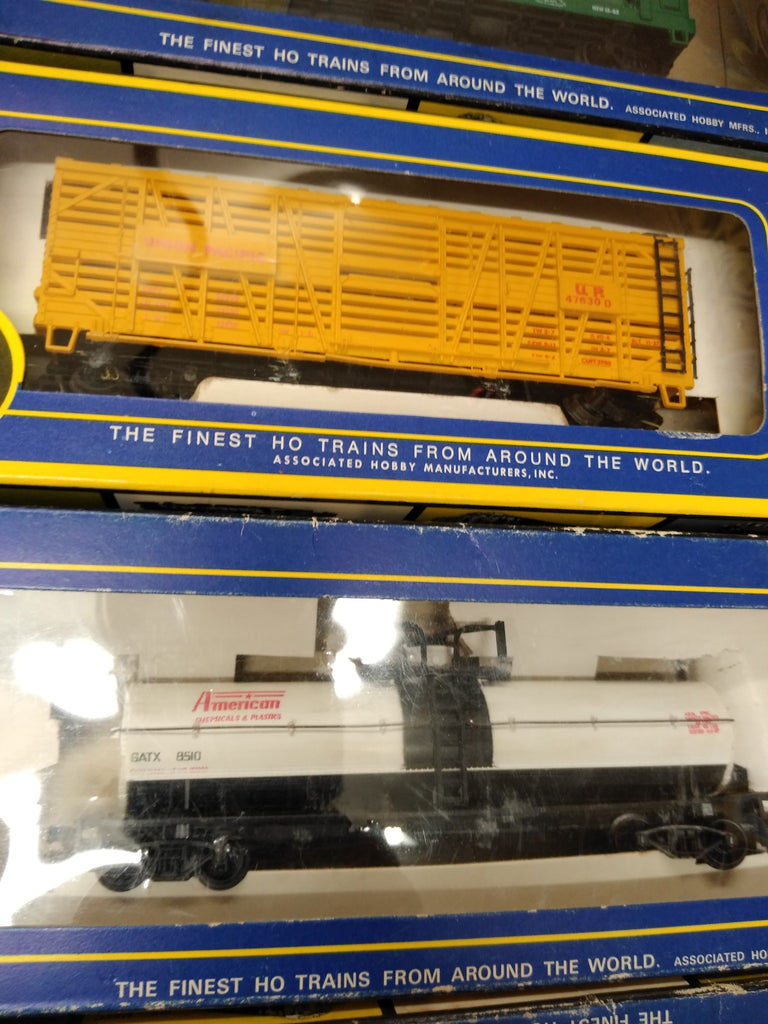 THE FINEST HO TRAINS FROM AROUND THE WORLD. ASSOCIATED HOBBY MFRS.,
UNION PACIFIC
U.P.
47630 D
THE FINEST HO TRAINS FROM AROUND THE WORLD.
ASSOCIATED HOBBY MANUFACTURERS, INC.
American
CHEMICALS & PLASTICS
GATX 8510
THE FINEST HO TRAINS FROM AROUND THE WORLD. ASSOCIATED HO
THE FINEST